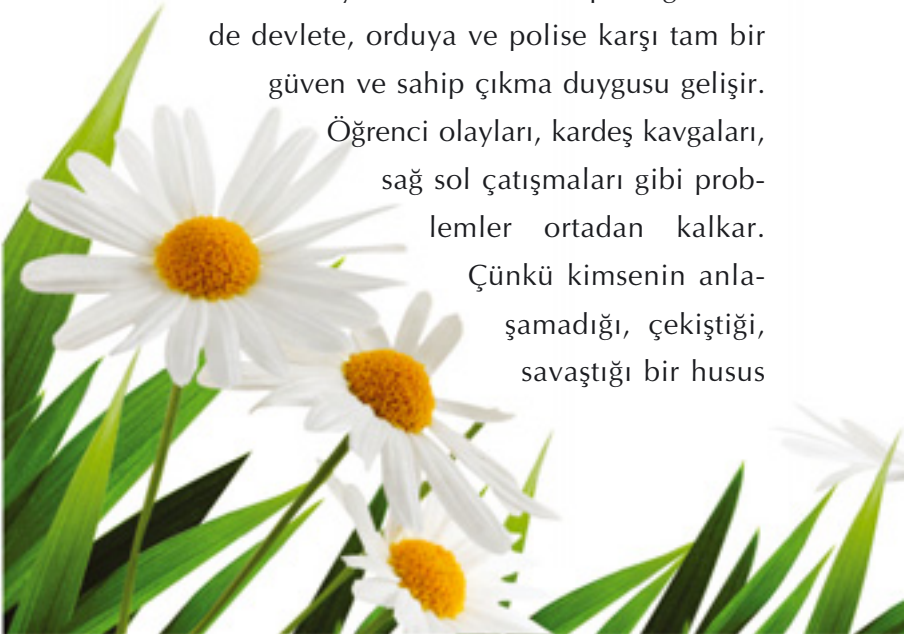 de devlete, orduya ve polise karşı tam bir
güven ve sahip çıkma duygusu gelişir.
Öğrenci olayları, kardeş kavgaları,
sağ sol çatışmaları gibi prob-
lemler ortadan kalkar.
Çünkü kimsenin anla-
şamadığı, çekiştiği,
savaştığı bir husus